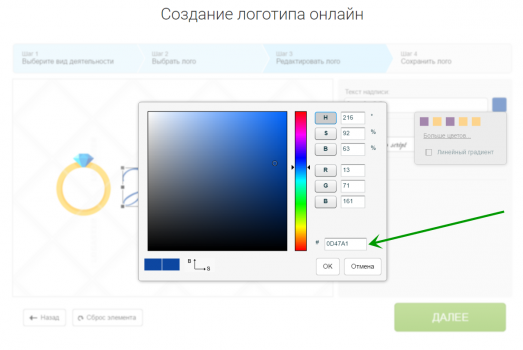 Создание логотипа онлайн
Шаг 1
Выберите вид деятельности
Шаг 2
Выбрать лого
Шаг 3
Редактировать лого
Шаг 4
Сохранить лого
Текст надписи
Больше цветов...
Линейный градиент
H 216 °
S 92 %
B 63 %
R 13
G 71
B 161
# 0D47A1
B
S
OK Отмена
Назад Сброс элемента ДАЛЕЕ